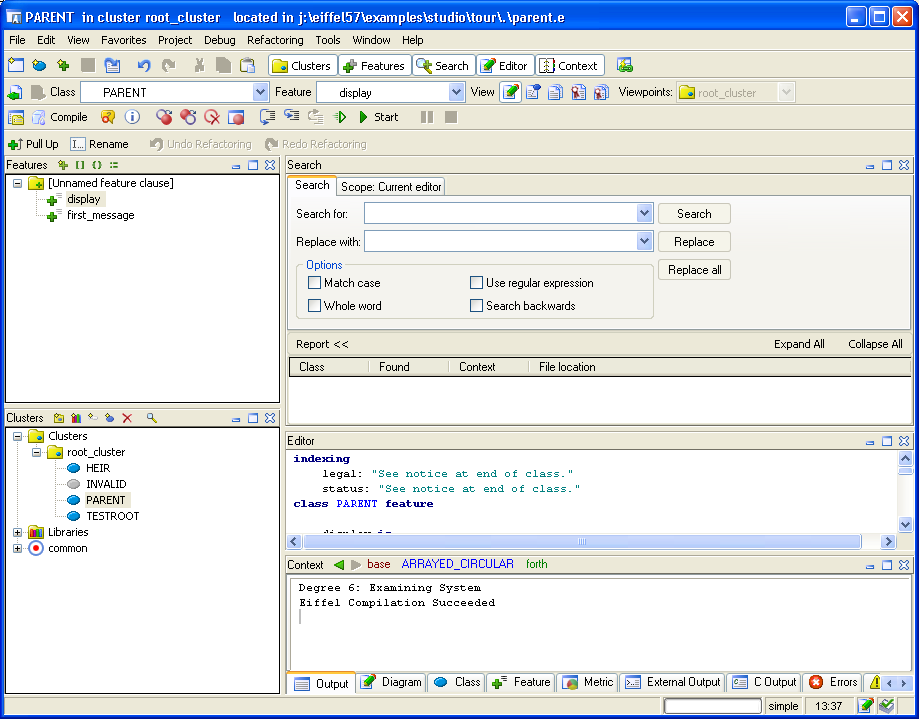 PARENT in cluster root_cluster located in j:\eiffel57\examples\studio\tour\.\parent.e
File Edit View Favorites Project Debug Refactoring Tools Window Help
Clusters Features Search Editor Context
Class PARENT Feature display View Viewpoints: root_cluster
Compile Start
Pull Up I... Rename Undo Refactoring Redo Refactoring
Features
[Unnamed feature clause]
display
first_message
Clusters
Clusters
root_cluster
HEIR
INVALID
PARENT
TESTROOT
Libraries
common
Search
Search Scope: Current editor
Search for: Search
Replace with: Replace
Replace all
Options
Match case Use regular expression
Whole word Search backwards
Report << Expand All Collapse All
Class Found Context File location
Editor
indexing
legal: "See notice at end of class."
status: "See notice at end of class."
class PARENT feature
display is
Context base ARRAYED_CIRCULAR forth
Degree 6: Examining System
Eiffel Compilation Succeeded
Output Diagram Class Feature Metric External Output C Output Errors
simple 13:37